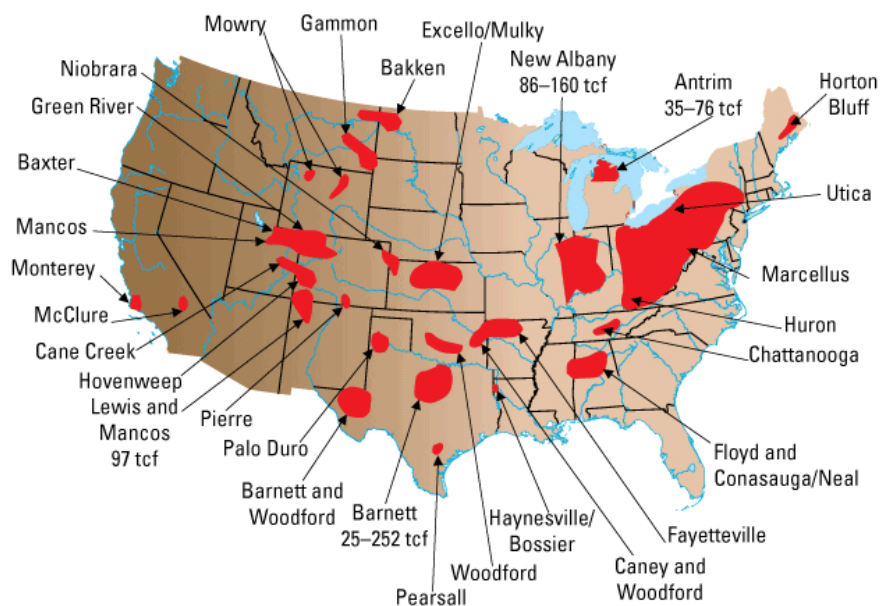 Mowry
Gammon
Excello/Mulky
New Albany
86–160 tcf
Antrim
35–76 tcf
Horton
Bluff
Niobrara
Bakken
Green River
Baxter
Utica
Mancos
Marcellus
Monterey
McClure
Huron
Cane Creek
Chattanooga
Hovenweep
Lewis and
Mancos
97 tcf
Pierre
Palo Duro
Floyd and
Conasauga/Neal
Barnett and
Woodford
Barnett
25–252 tcf
Haynesville/
Bossier
Fayetteville
Woodford
Caney and
Woodford
Pearsall